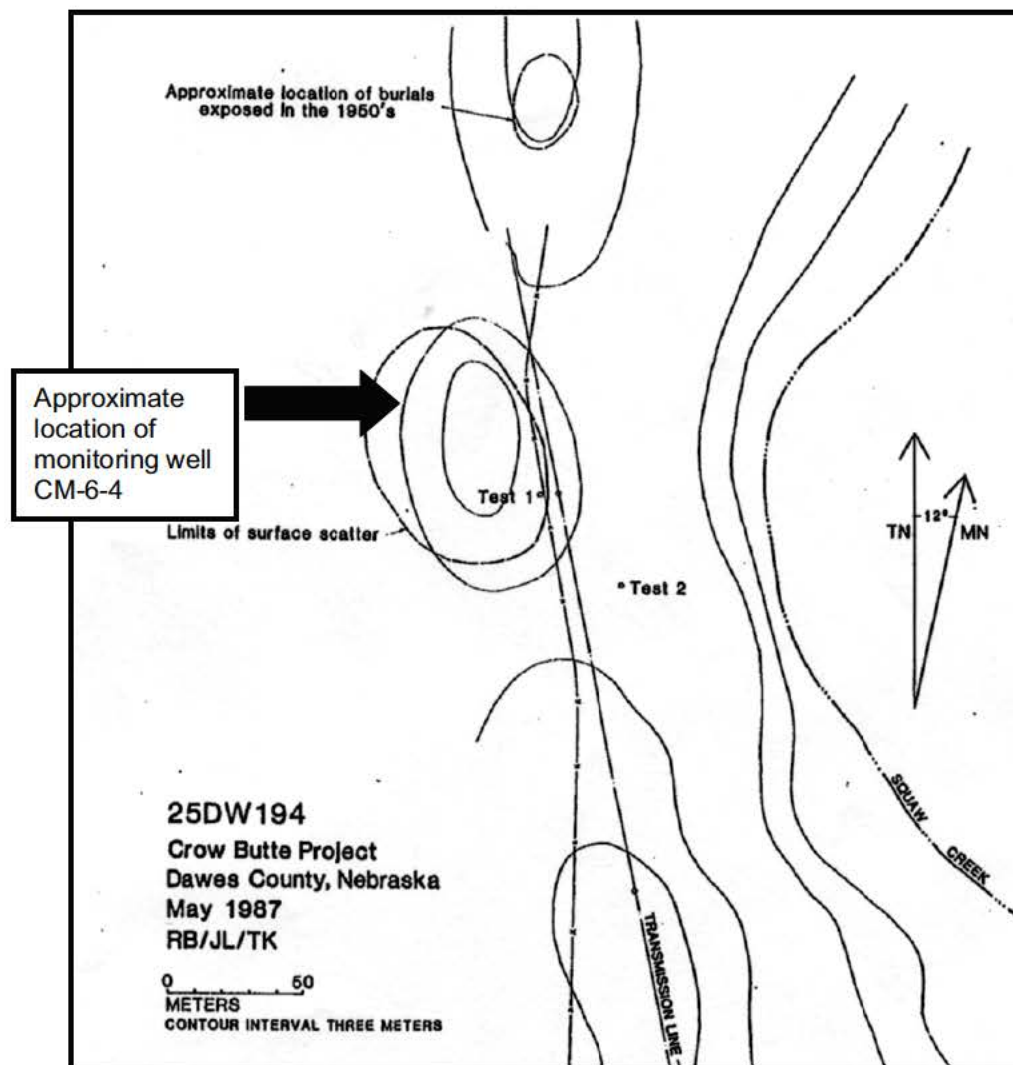 Approximate location of burials
exposed in the 1950's
Approximate
location of
monitoring well
CM-6-4
Test 1
Limits of surface scatter
Test 2
TN
12°
MN
SQUAW
CREEK
TRANSMISSION LINE
25DW194
Crow Butte Project
Dawes County, Nebraska
May 1987
RB/JL/TK
0 50
METERS
CONTOUR INTERVAL THREE METERS